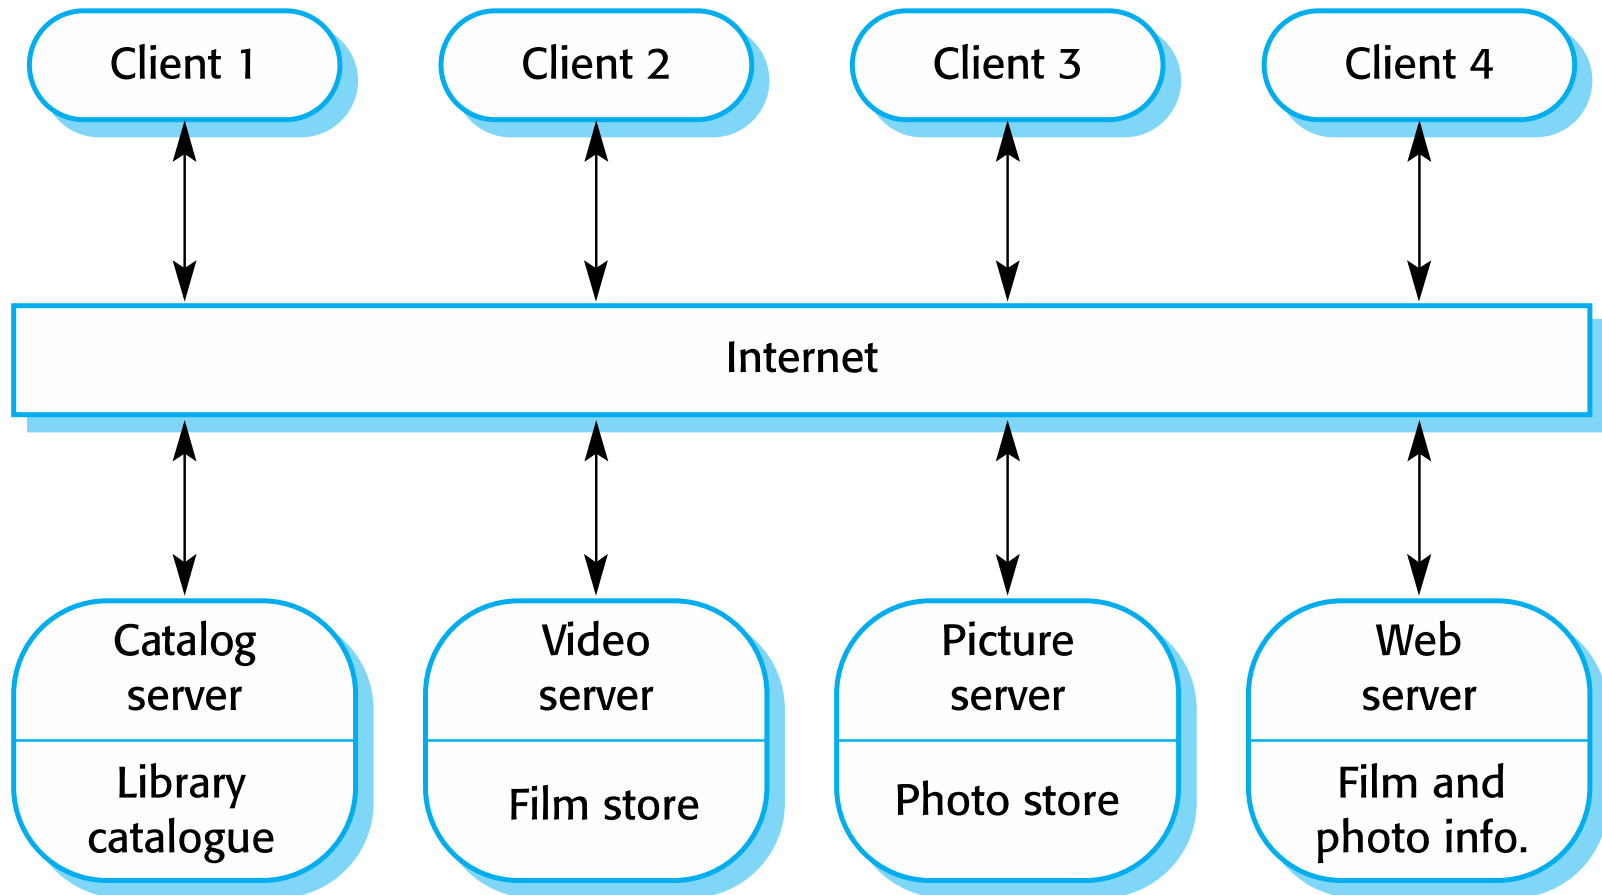 Client 1
Client 2
Client 3
Client 4
Internet
Catalog
server
Library
catalogue
Video
server
Film store
Picture
server
Photo store
Web
server
Film and
photo info.